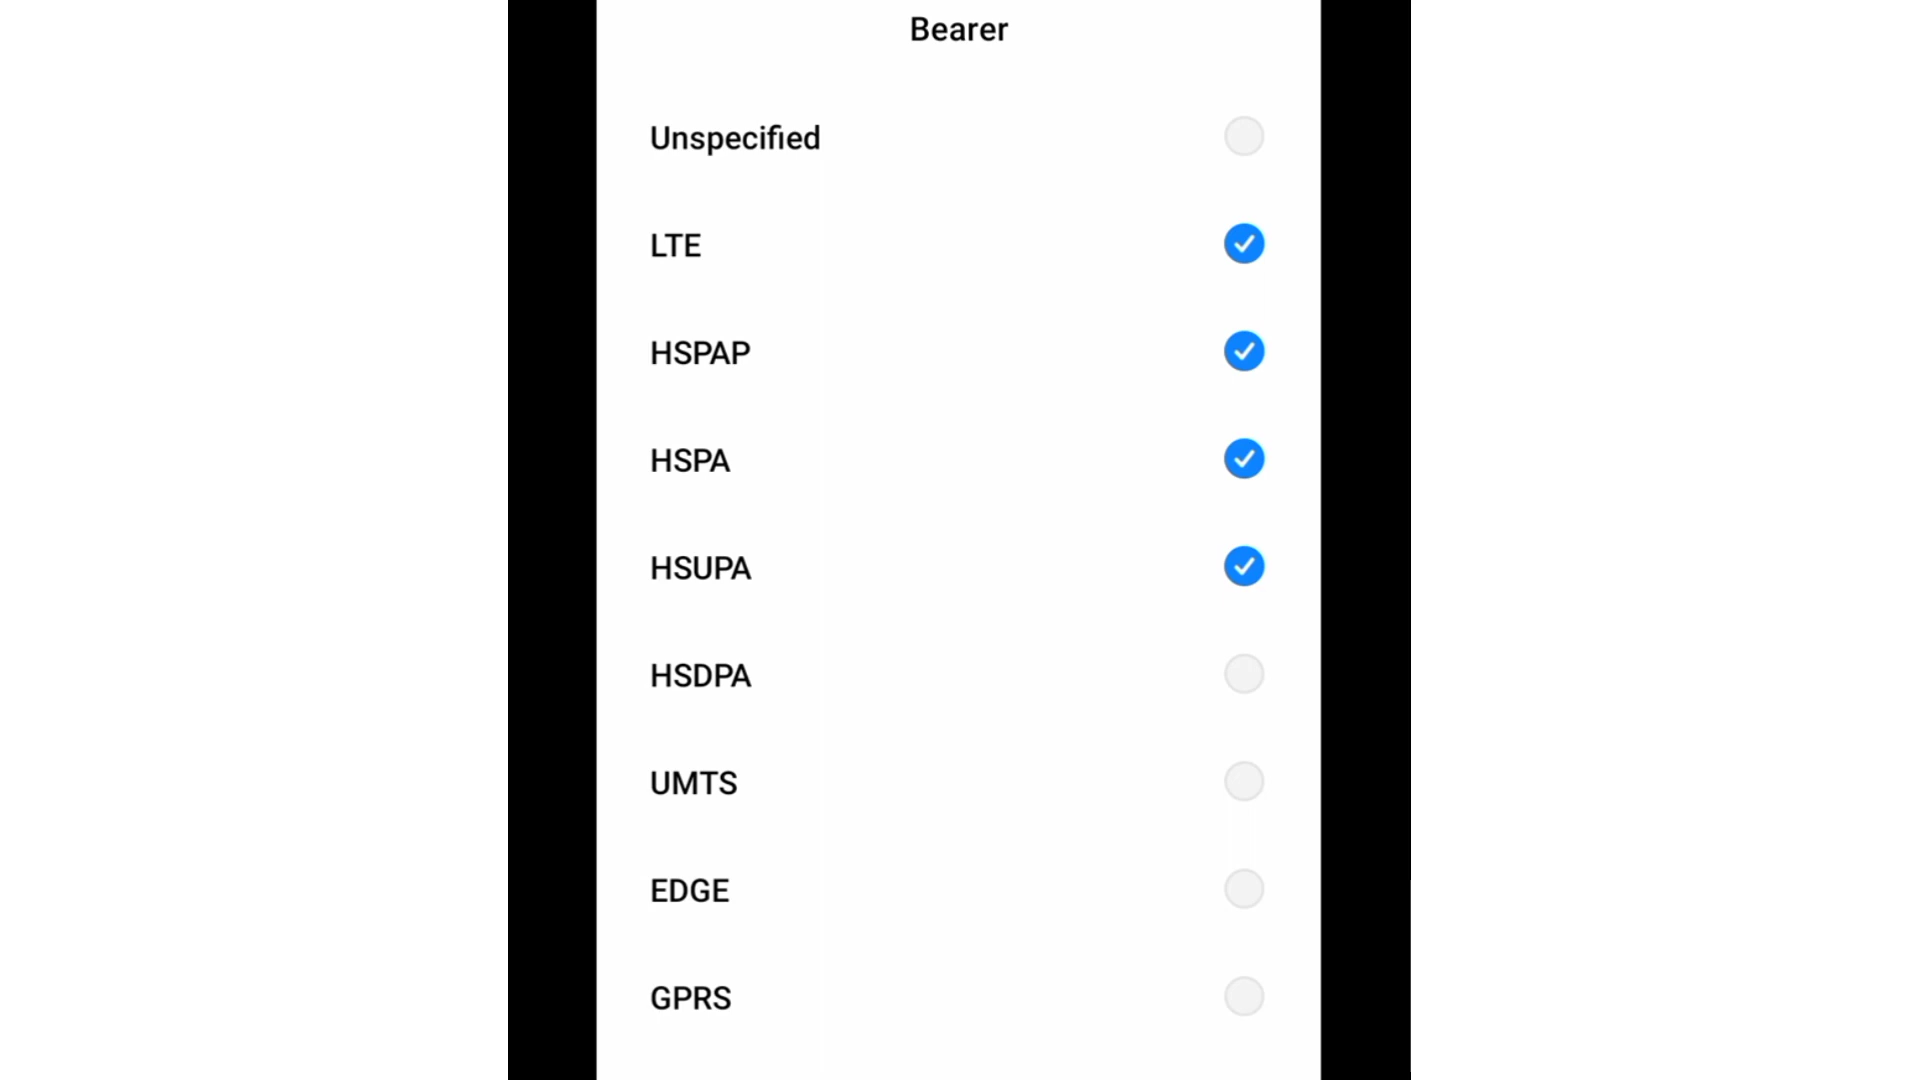 Bearer
Unspecified
LTE
HSPAP
HSPA
HSUPA
HSDPA
UMTS
EDGE
GPRS